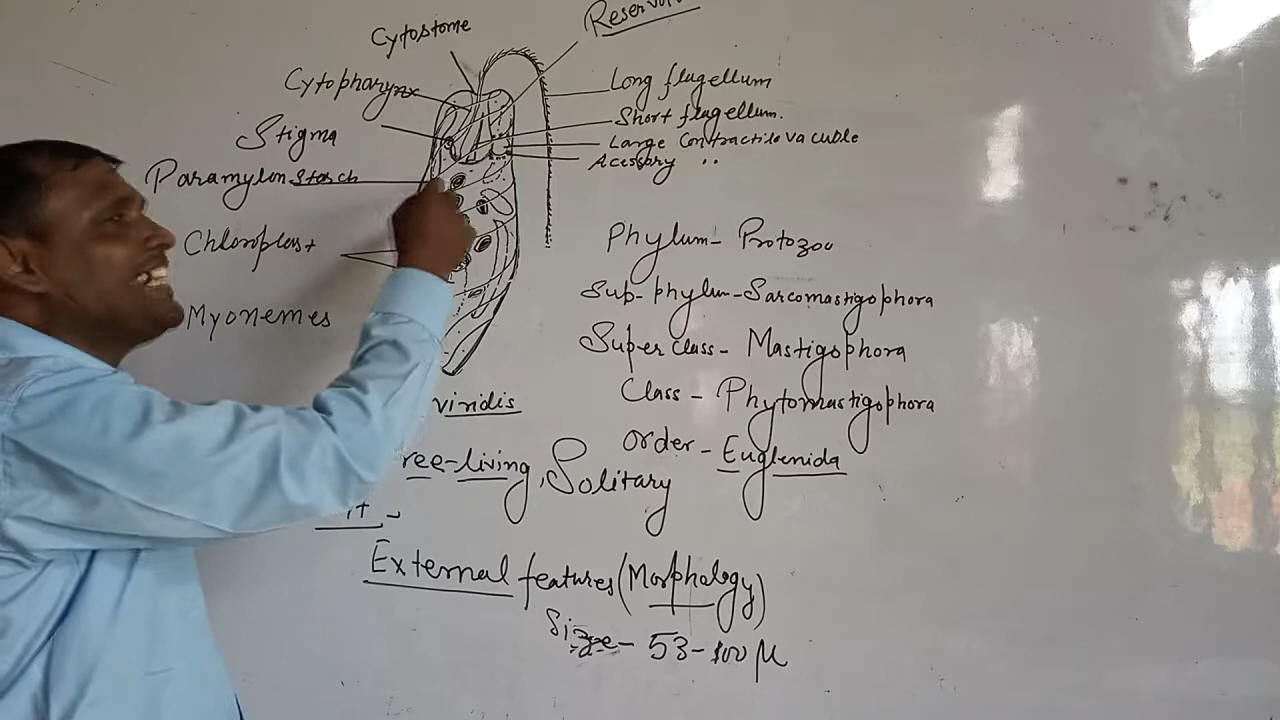 Cytostome
Cytopharynx
Stigma
Paramylon starch
Chloroplast
Myonemes
Long flagellum
Short flagellum.
Large Contractile vacuole
Acessory "
Phylum - Protozoa
Sub-phylum - Sarcomastigophora
Super class - Mastigophora
Class - Phytomastigophora
Order - Euglenida
viridis
ree-living, Solitary
External features (Morphology)
Size - 53-100 µ